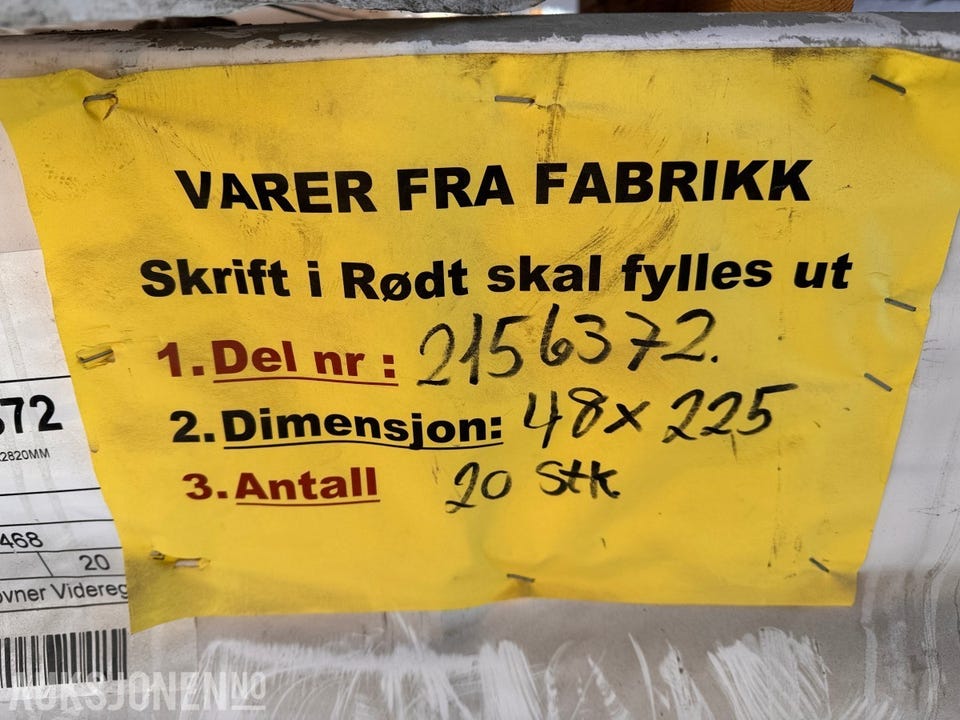 VARER FRA FABRIKK
Skrift i Rødt skal fylles ut
1. Del nr : 2156372.
2. Dimensjon: 48x225
3. Antall 20 Stk
372
2820MM
468
20
ovner Videreg
AUKSJONEN.NO